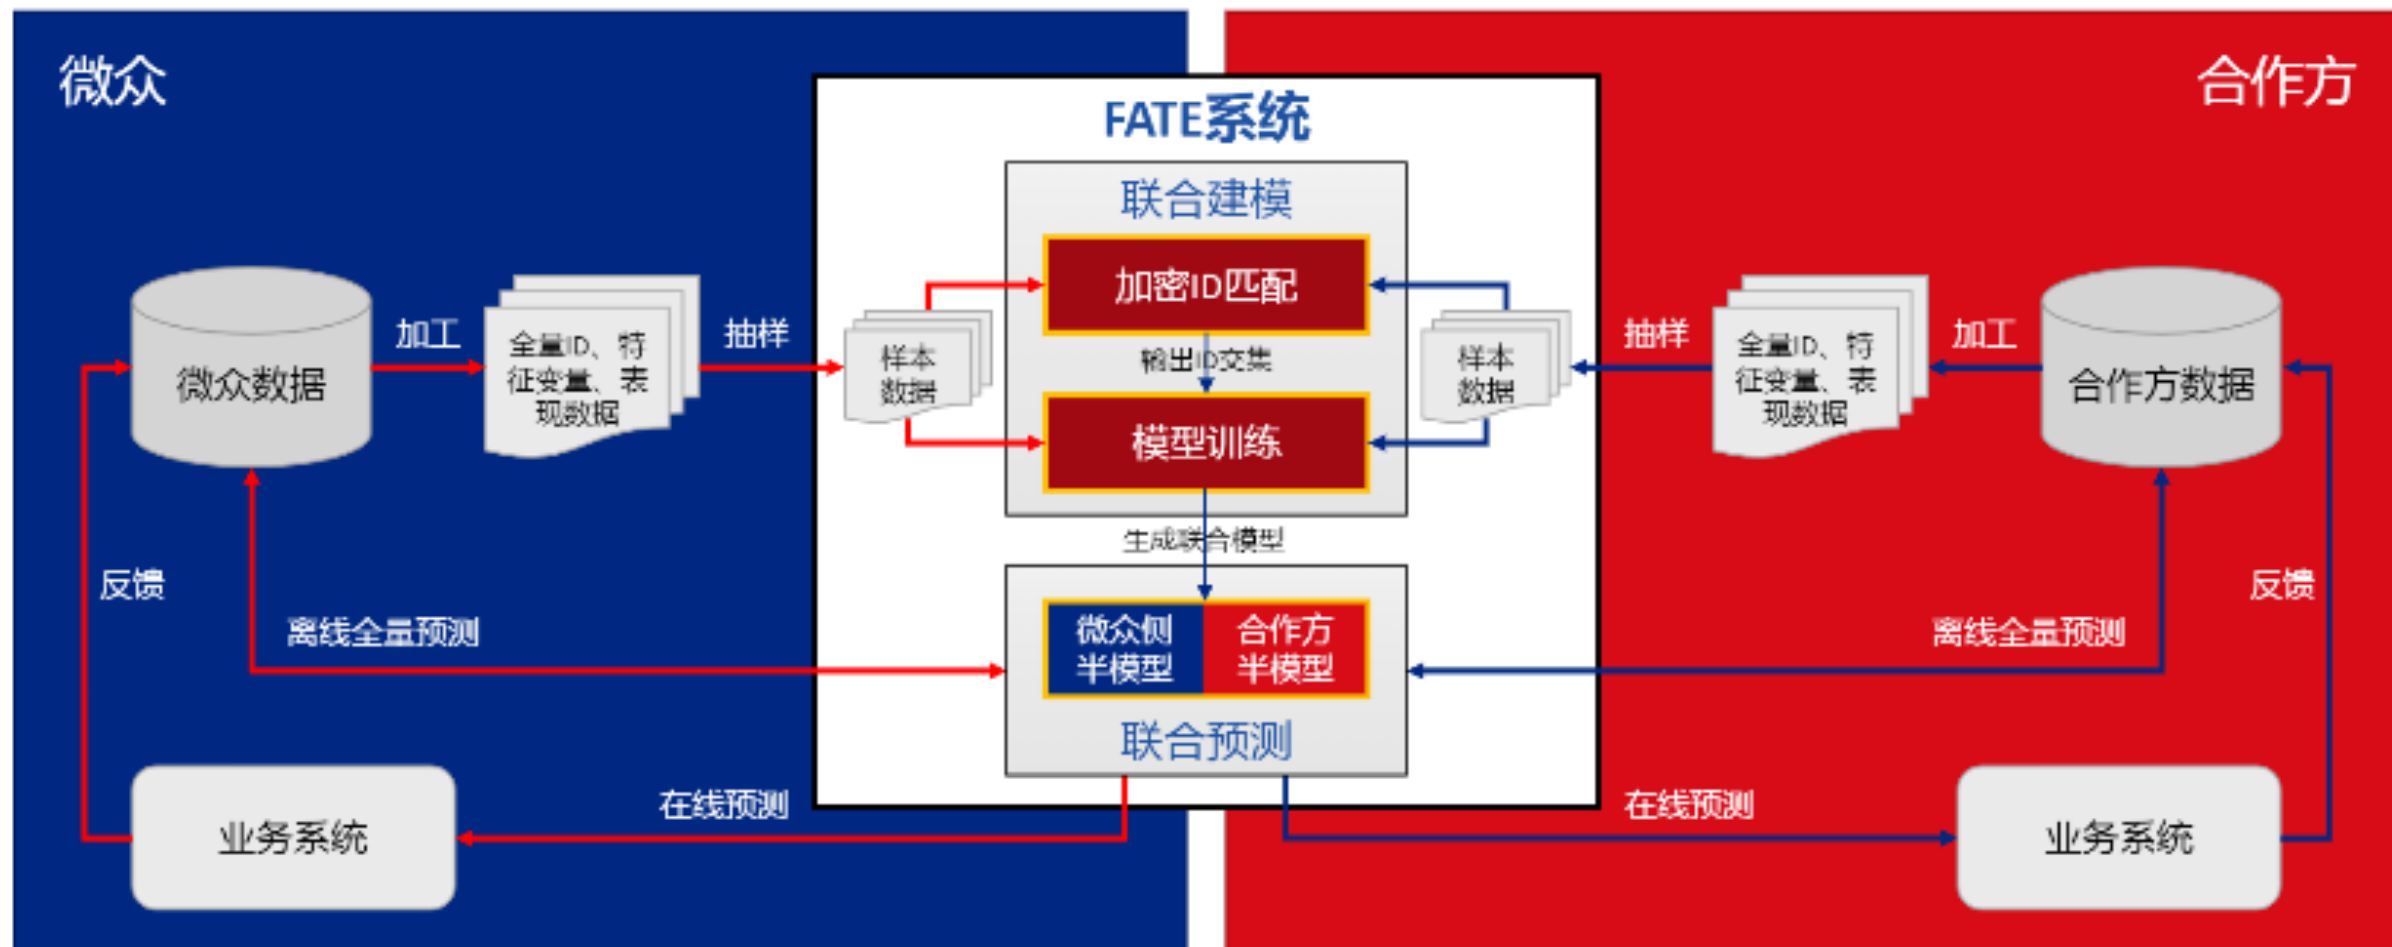 微众
合作方
FATE系统
联合建模
加密ID匹配
输出ID交集
模型训练
生成联合模型
微众侧
半模型
合作方
半模型
联合预测
微众数据
加工
全量ID、特
征变量、表
现数据
抽样
样本
数据
样本
数据
抽样
全量ID、特
征变量、表
现数据
加工
合作方数据
反馈
离线全量预测
离线全量预测
反馈
在线预测
在线预测
业务系统
业务系统